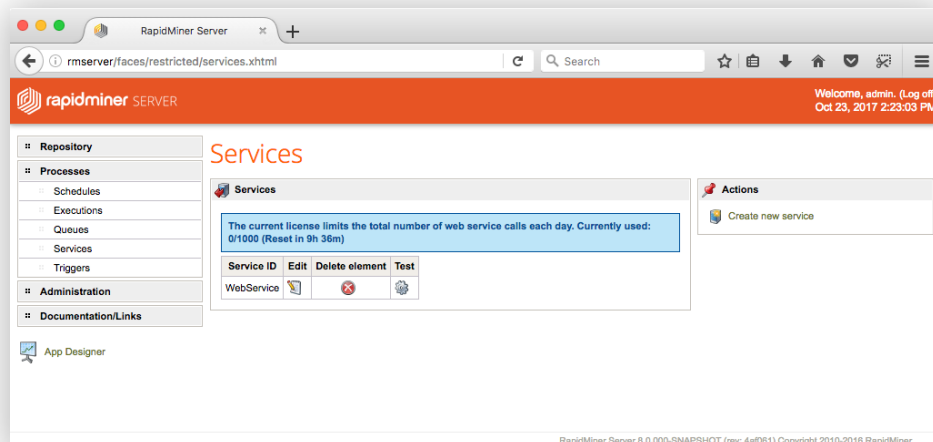 RapidMiner Server
rmserver/faces/restricted/services.xhtml
Search
rapidminer SERVER
Welcome, admin. (Log off
Oct 23, 2017 2:23:03 PM
Repository
Processes
Schedules
Executions
Queues
Services
Triggers
Administration
Documentation/Links
App Designer
Services
Services
The current license limits the total number of web service calls each day. Currently used:
0/1000 (Reset in 9h 36m)
Service ID Edit Delete element Test
WebService
Actions
Create new service
RapidMiner Server 8.0.000-SNAPSHOT (rev: 4ef061) Copyright 2010-2016 RapidMiner